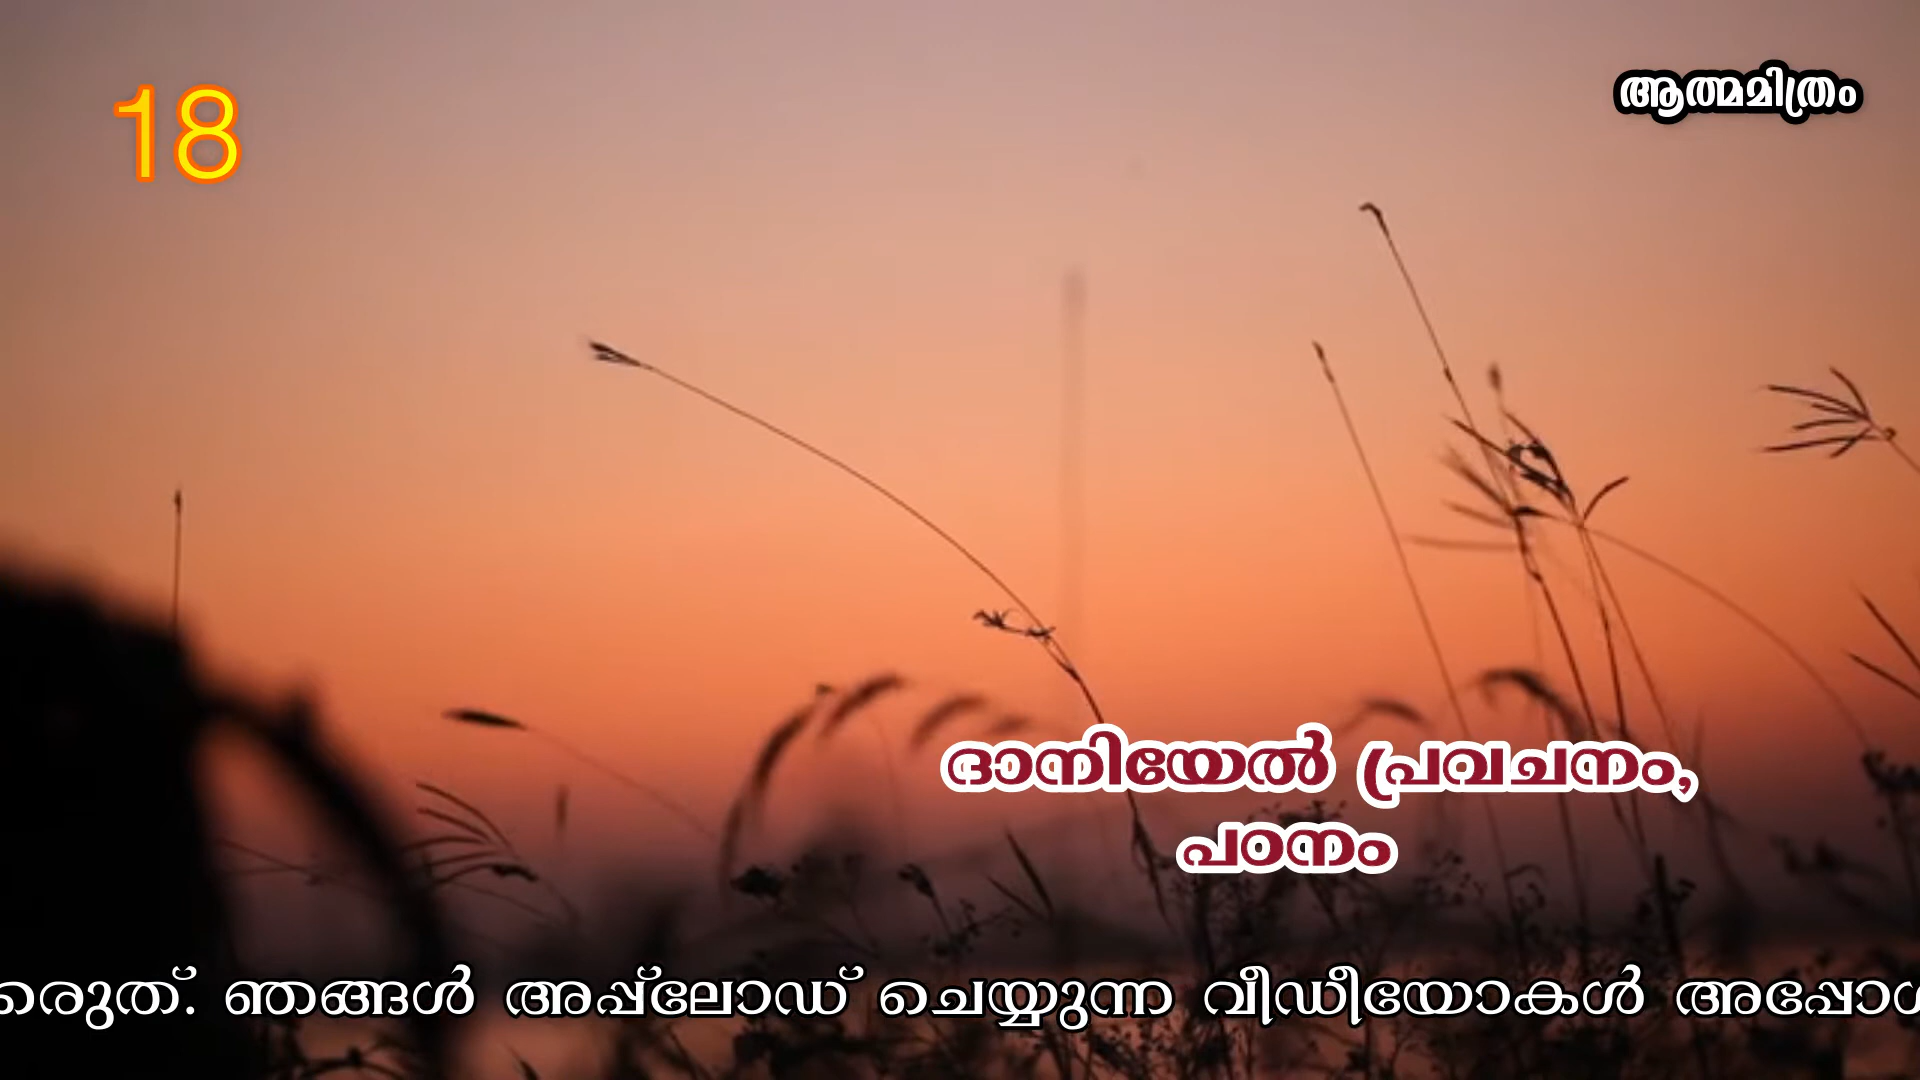 18
ആത്മമിത്രം
ദാനിയേൽ പ്രവചനം,
പഠനം
ഞങ്ങൾ അപ്പ്ലോഡ് ചെയ്യുന്ന വീഡീയോകൾ